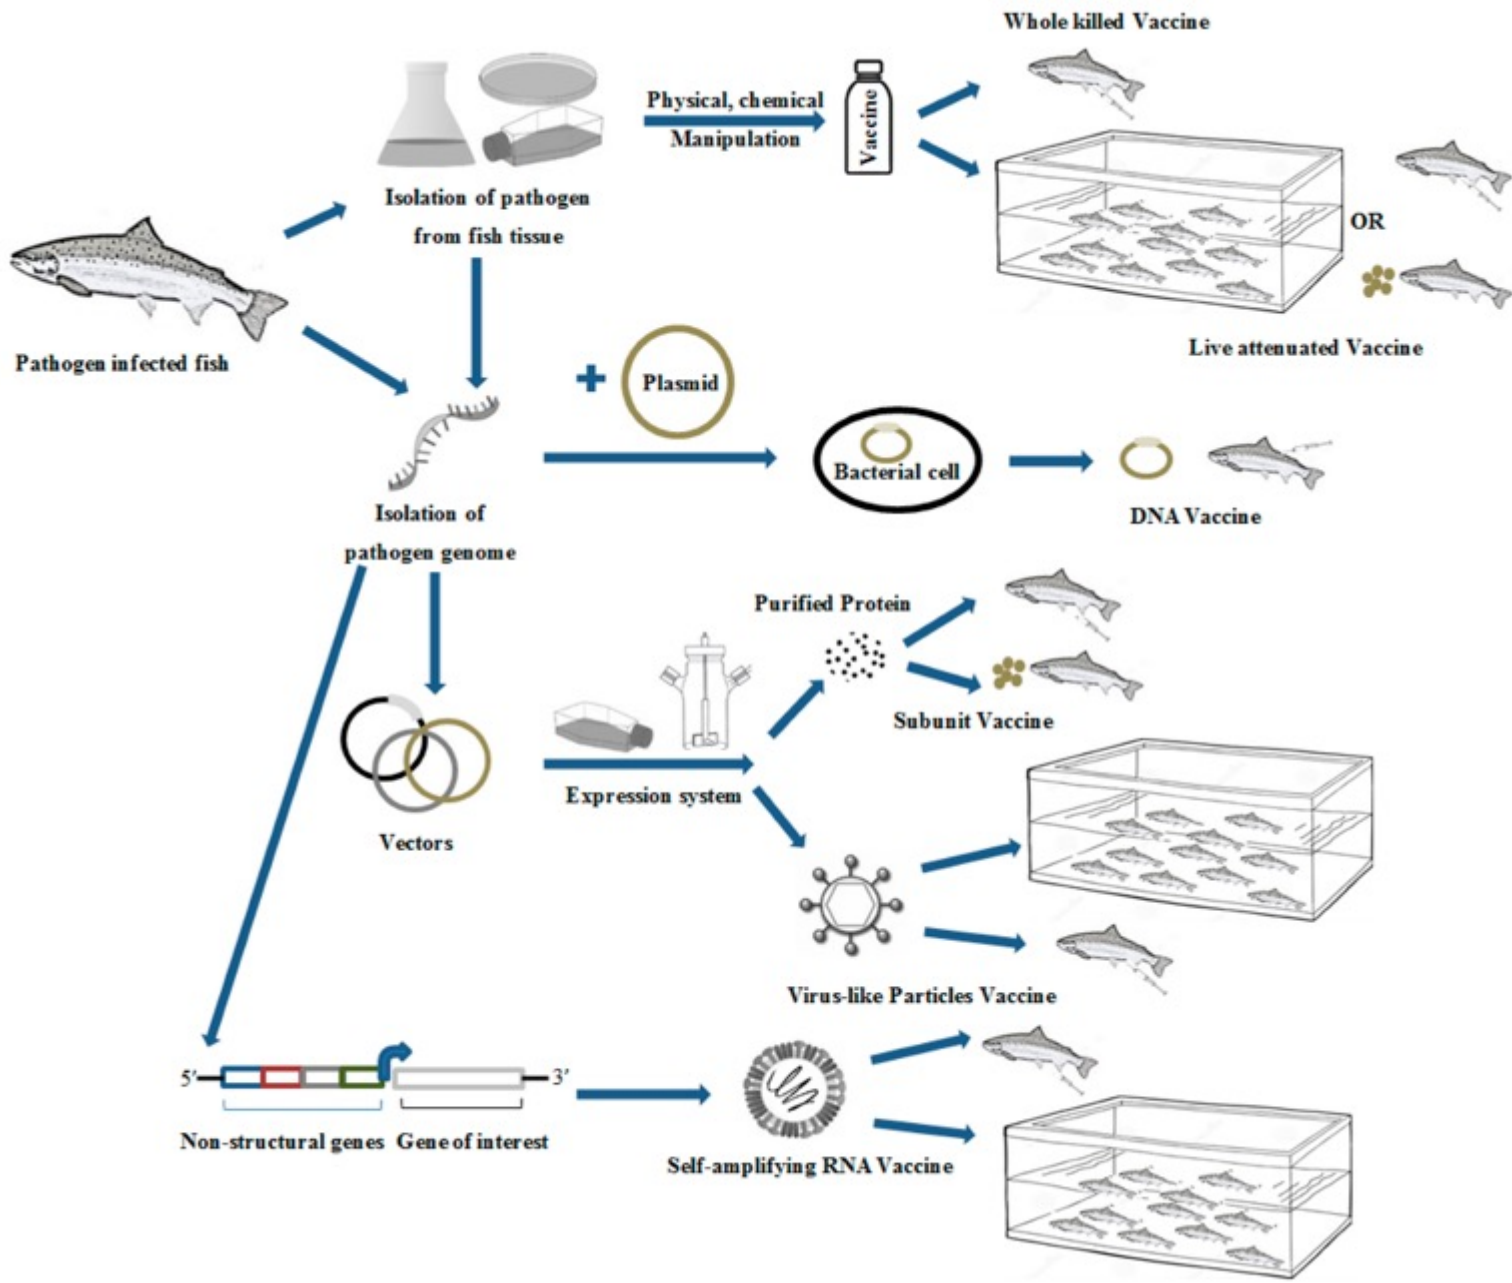 Whole killed Vaccine
Physical, chemical
Manipulation
Vaccine
Isolation of pathogen
from fish tissue
OR
Pathogen infected fish
Live attenuated Vaccine
+
Plasmid
Bacterial cell
DNA Vaccine
Isolation of
pathogen genome
Purified Protein
Subunit Vaccine
Expression system
Vectors
Virus-like Particles Vaccine
5′
3′
Non-structural genes
Gene of interest
Self-amplifying RNA Vaccine